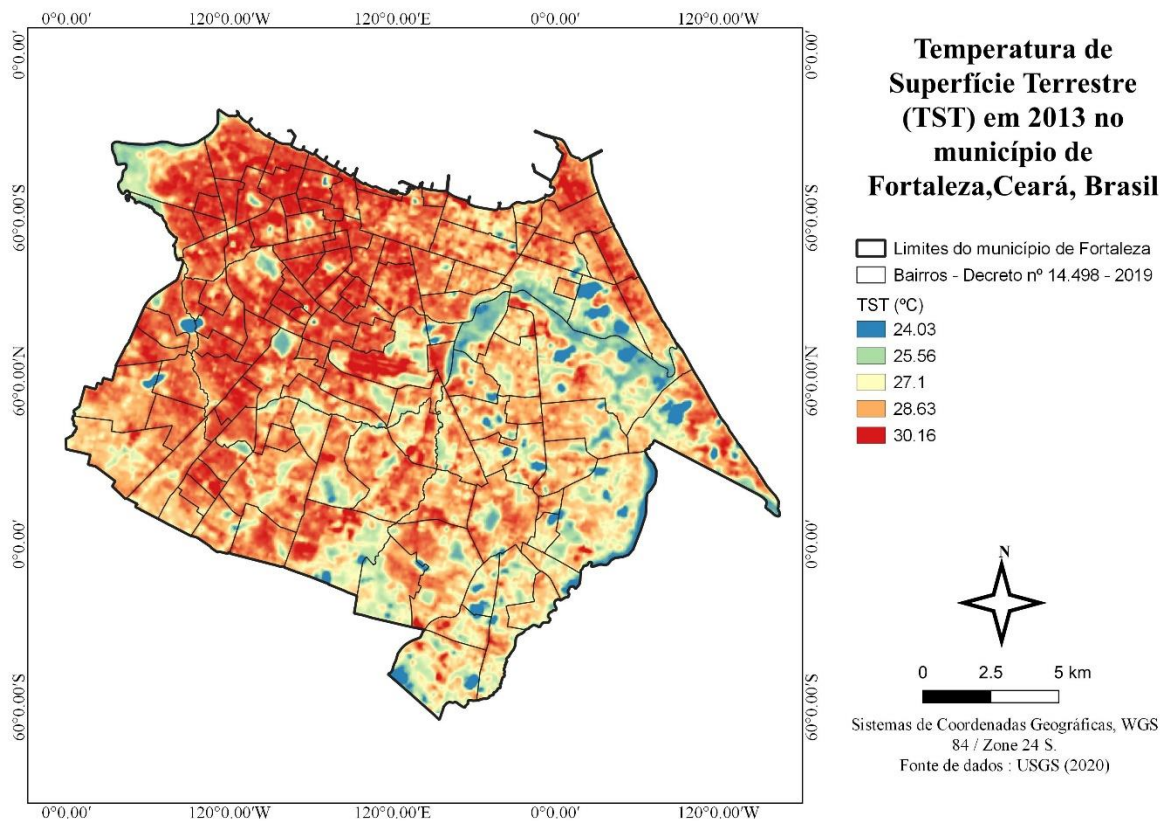 0°0.00′ 120°0.00′W 120°0.00′E 0°0.00′ 120°0.00′W
0°0.00′
60°0.00′S
60°0.00′N
0°0.00′
60°0.00′S
0°0.00′
60°0.00′S
60°0.00′N
0°0.00′
60°0.00′S
0°0.00′ 120°0.00′W 120°0.00′E 0°0.00′ 120°0.00′W
Temperatura de
Superfície Terrestre
(TST) em 2013 no
município de
Fortaleza,Ceará, Brasil
Limites do município de Fortaleza
Bairros - Decreto nº 14.498 - 2019
TST (ºC)
24.03
25.56
27.1
28.63
30.16
N
0 2.5 5 km
Sistemas de Coordenadas Geográficas, WGS
84 / Zone 24 S.
Fonte de dados : USGS (2020)